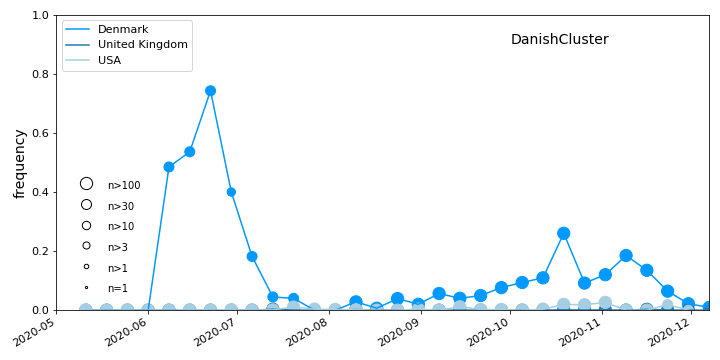 1.0
0.8
0.6
0.4
0.2
0.0
frequency
Denmark
United Kingdom
USA
DanishCluster
n>100
n>30
n>10
n>3
n>1
n=1
2020-05
2020-06
2020-07
2020-08
2020-09
2020-10
2020-11
2020-12